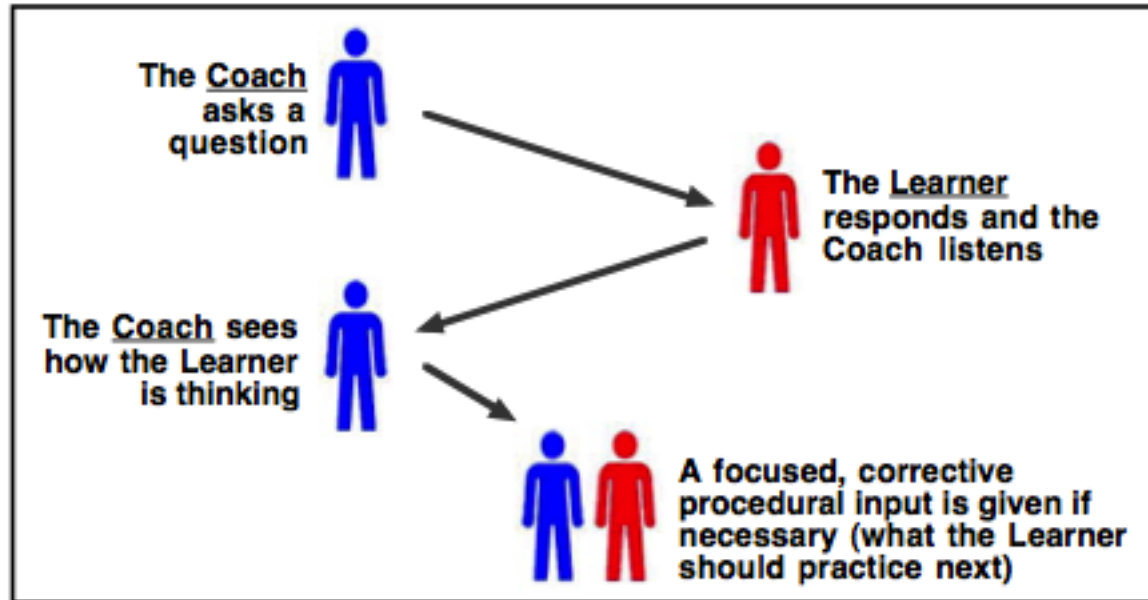 The Coach
asks a
question
The Learner
responds and the
Coach listens
The Coach sees
how the Learner
is thinking
A focused, corrective
procedural input is given if
necessary (what the Learner
should practice next)